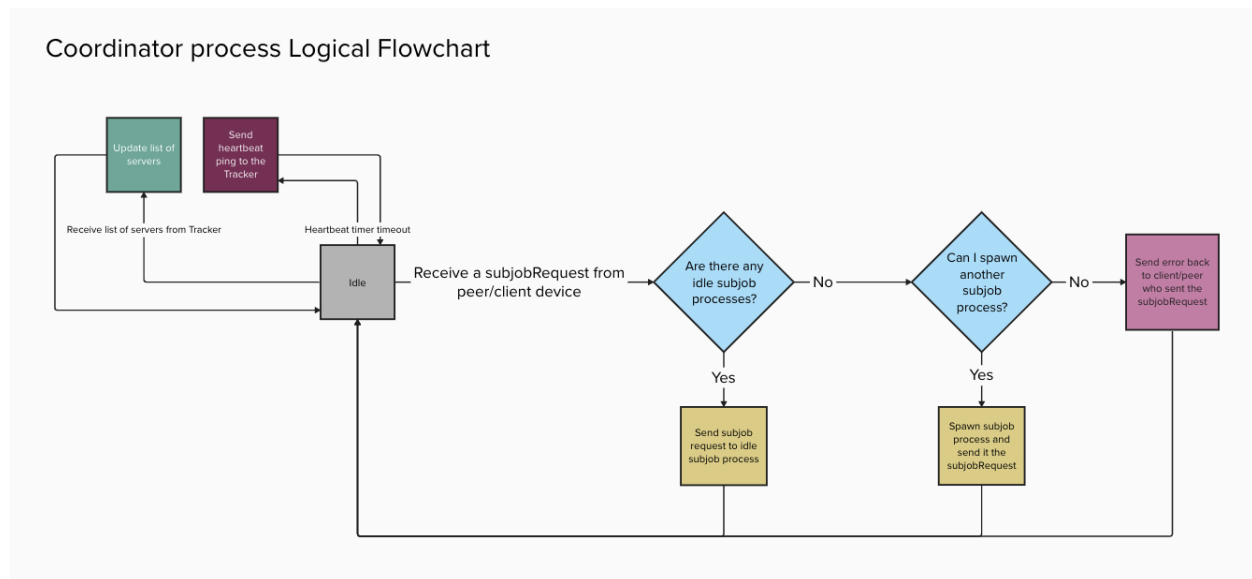 Coordinator process Logical Flowchart
Update list of
servers
Send
heartbeat
ping to the
Tracker
Receive list of servers from Tracker
Heartbeat timer timeout
Idle
Receive a subjobRequest from
peer/client device
Are there any
idle subjob
processes?
No
Can I spawn
another
subjob
process?
No
Send error back
to client/peer
who sent the
subjobRequest
Yes
Yes
Send subjob
request to idle
subjob process
Spawn subjob
process and
send it the
subjobRequest